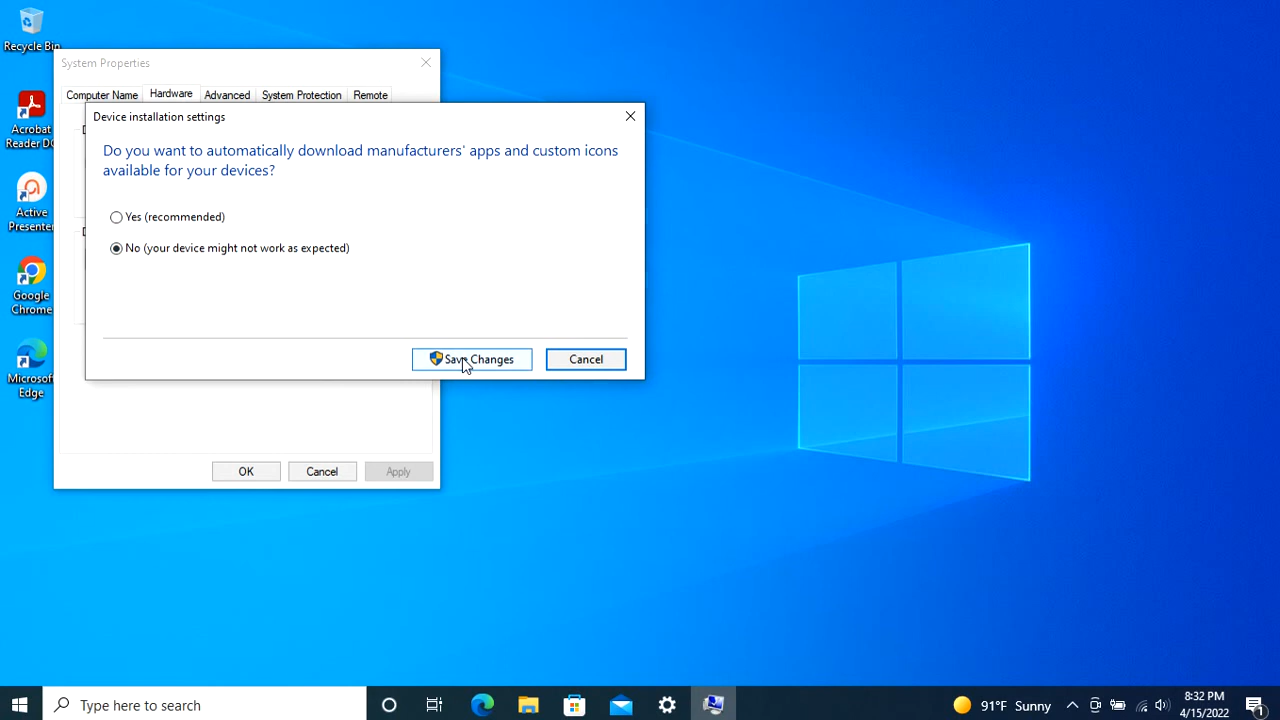 Recycle Bin
Acrobat
Reader DC
Active
Presenter
Google
Chrome
Microsoft
Edge
System Properties
Computer Name
Hardware
Advanced
System Protection
Remote
Device installation settings
Do you want to automatically download manufacturers' apps and custom icons
available for your devices?
Yes (recommended)
No (your device might not work as expected)
Save Changes
Cancel
OK
Cancel
Apply
Type here to search
91°F Sunny
8:32 PM
4/15/2022
1